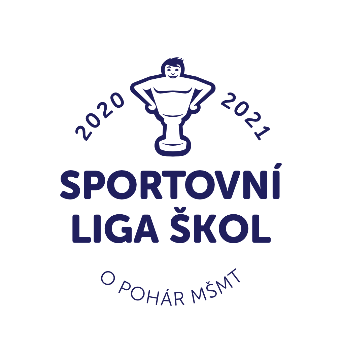 2020 2021
SPORTOVNÍ
LIGA ŠKOL
O POHÁR MŠMT